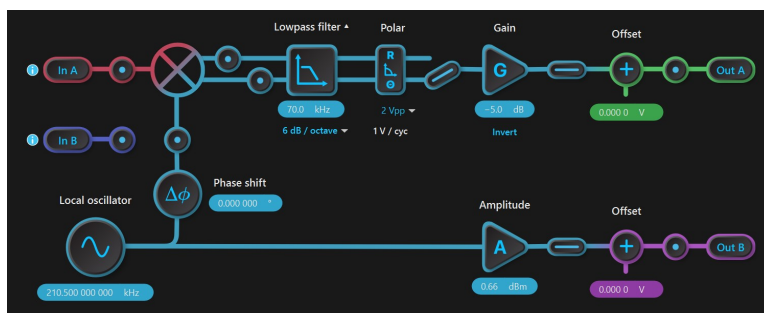 Lowpass filter ▴ Polar Gain
Offset
In A R Θ G + Out A
70.0 kHz 2 Vpp ▾ −5.0 dB
0.000 0 V
6 dB / octave ▾ 1 V / cyc Invert
In B
Phase shift
Δϕ
0.000 000 °
Local oscillator Amplitude
Offset
A + Out B
210.500 000 000 kHz 0.66 dBm
0.000 0 V